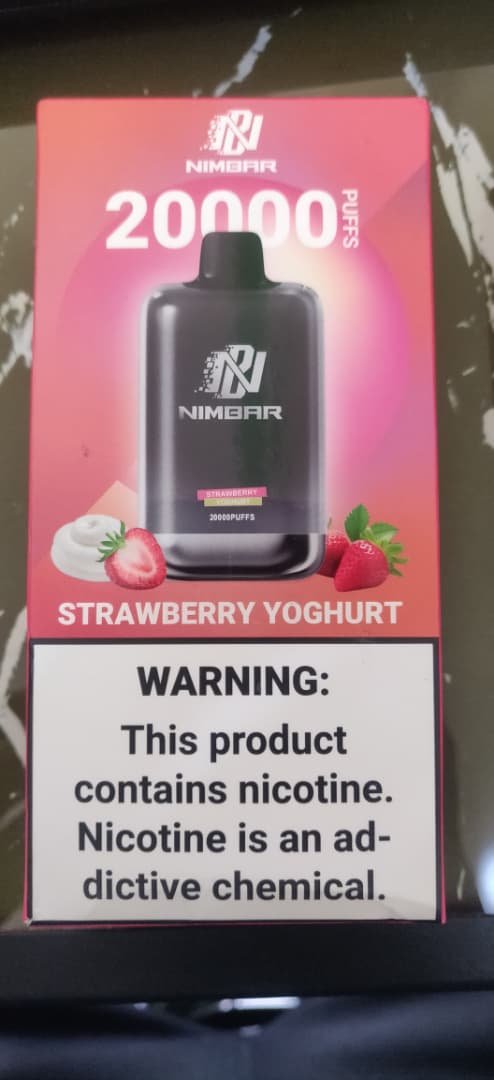 NIMBAR
20000
PUFFS
NIMBAR
STRAWBERRY
YOGHURT
20000PUFFS
STRAWBERRY YOGHURT
WARNING:
This product
contains nicotine.
Nicotine is an ad-
dictive chemical.